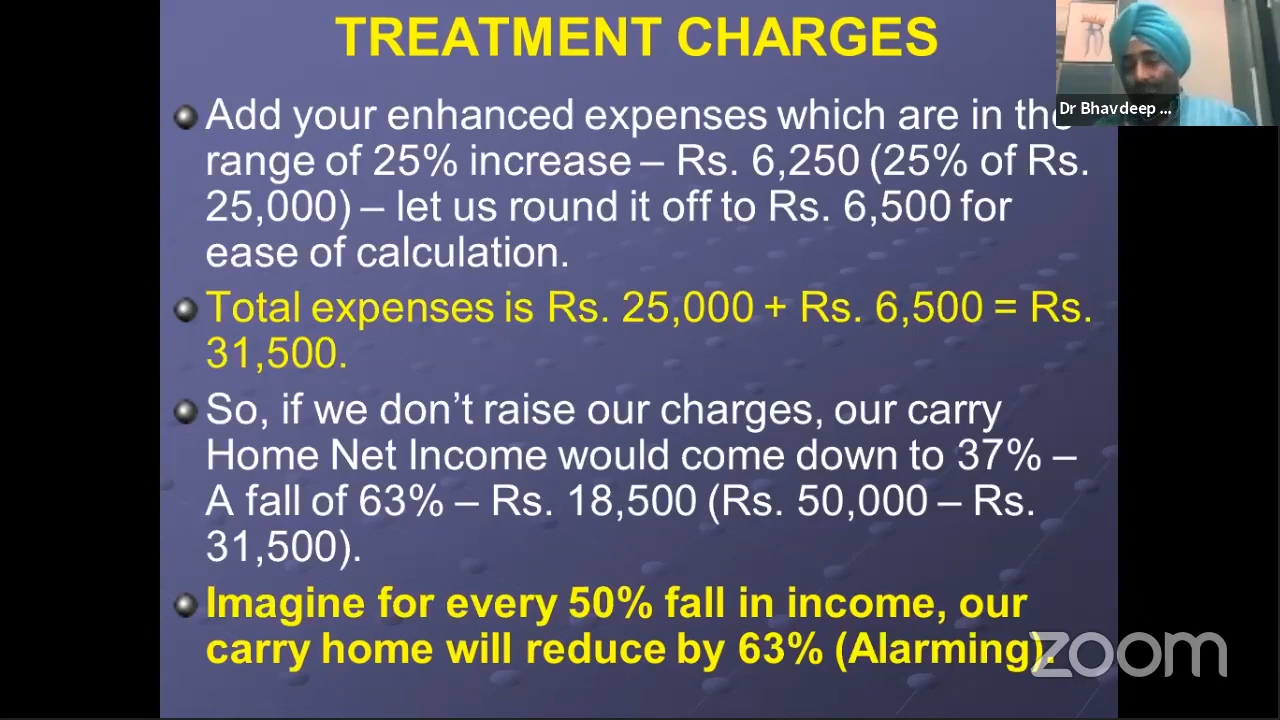 TREATMENT CHARGES
Dr Bhavdeep ...
Add your enhanced expenses which are in the
range of 25% increase – Rs. 6,250 (25% of Rs.
25,000) – let us round it off to Rs. 6,500 for
ease of calculation.
Total expenses is Rs. 25,000 + Rs. 6,500 = Rs.
31,500.
So, if we don’t raise our charges, our carry
Home Net Income would come down to 37% –
A fall of 63% – Rs. 18,500 (Rs. 50,000 – Rs.
31,500).
Imagine for every 50% fall in income, our
carry home will reduce by 63% (Alarming).
zoom